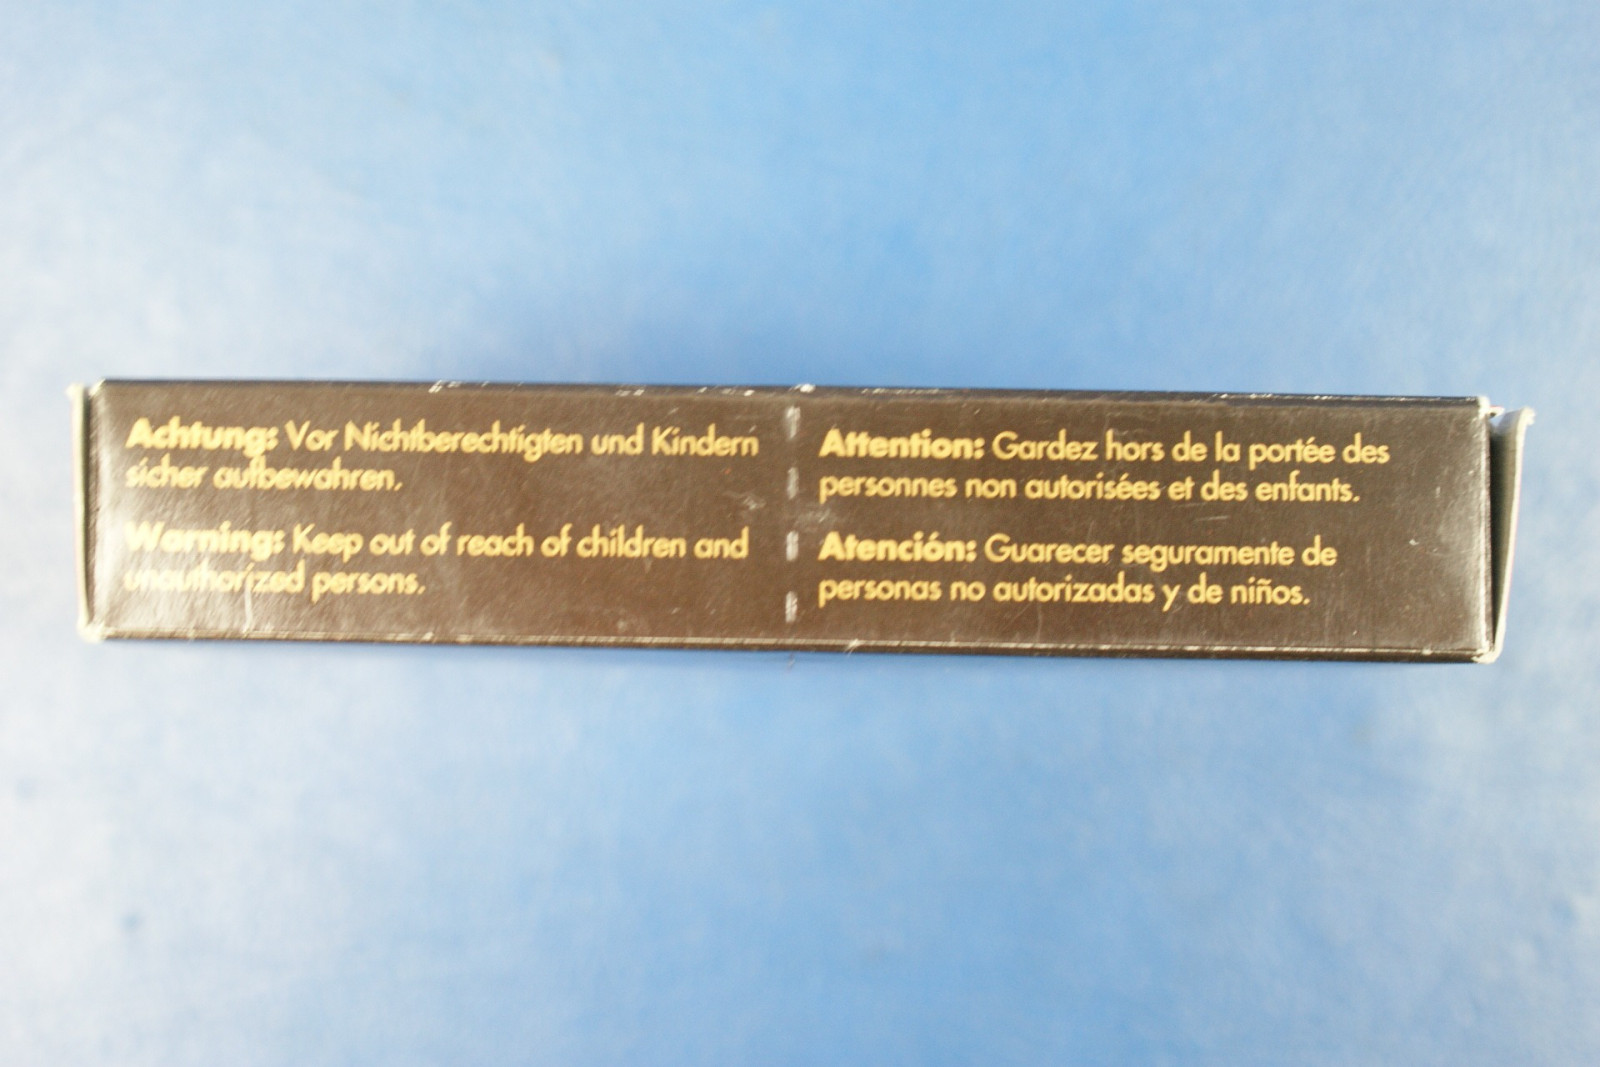 Achtung: Vor Nichtberechtigten und Kindern
sicher aufbewahren.
Warning: Keep out of reach of children and
unauthorized persons.
Attention: Gardez hors de la portée des
personnes non autorisées et des enfants.
Atención: Guarecer seguramente de
personas no autorizadas y de niños.